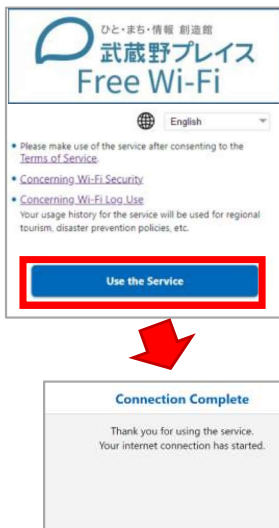 ひと・まち・情報 創造館
武蔵野プレイス
Free Wi-Fi
English
Please make use of the service after consenting to the
Terms of Service.
Concerning Wi-Fi Security
Concerning Wi-Fi Log Use
Your usage history for the service will be used for regional
tourism, disaster prevention policies, etc.
Use the Service
Connection Complete
Thank you for using the service.
Your internet connection has started.